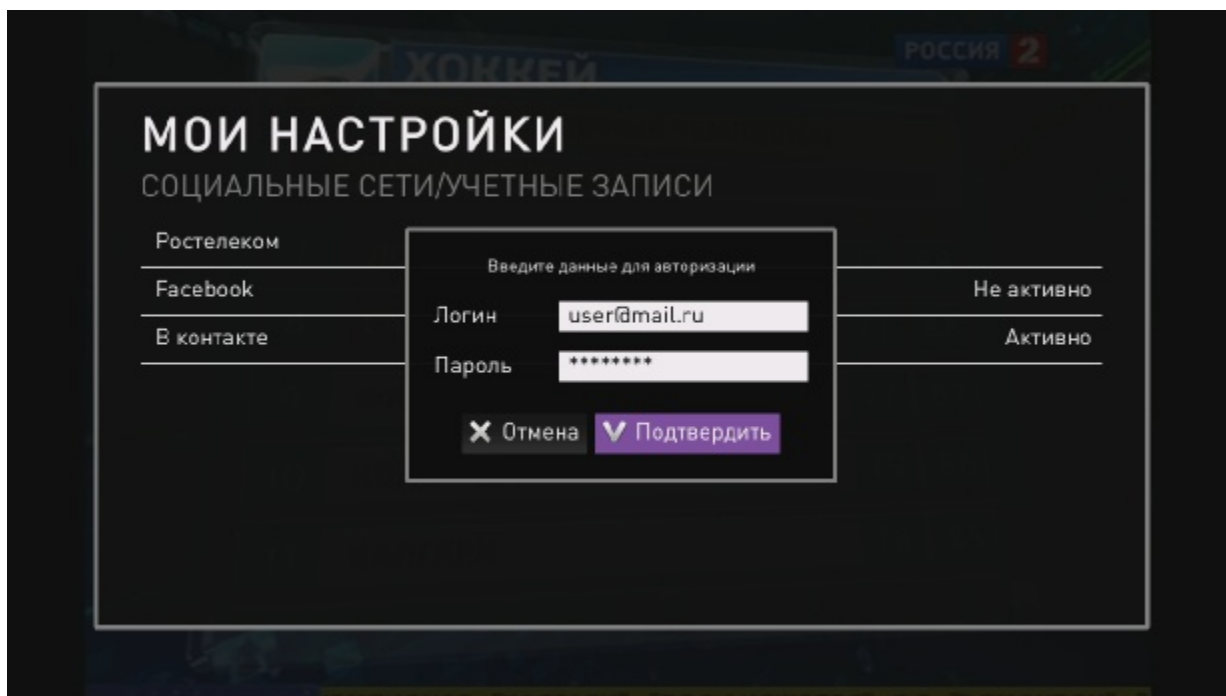 ХОККЕЙ
РОССИЯ 2
МОИ НАСТРОЙКИ
СОЦИАЛЬНЫЕ СЕТИ/УЧЕТНЫЕ ЗАПИСИ
Ростелеком
Facebook Не активно
В контакте Активно
Введите данные для авторизации
Логин user@mail.ru
Пароль ********
Отмена Подтвердить